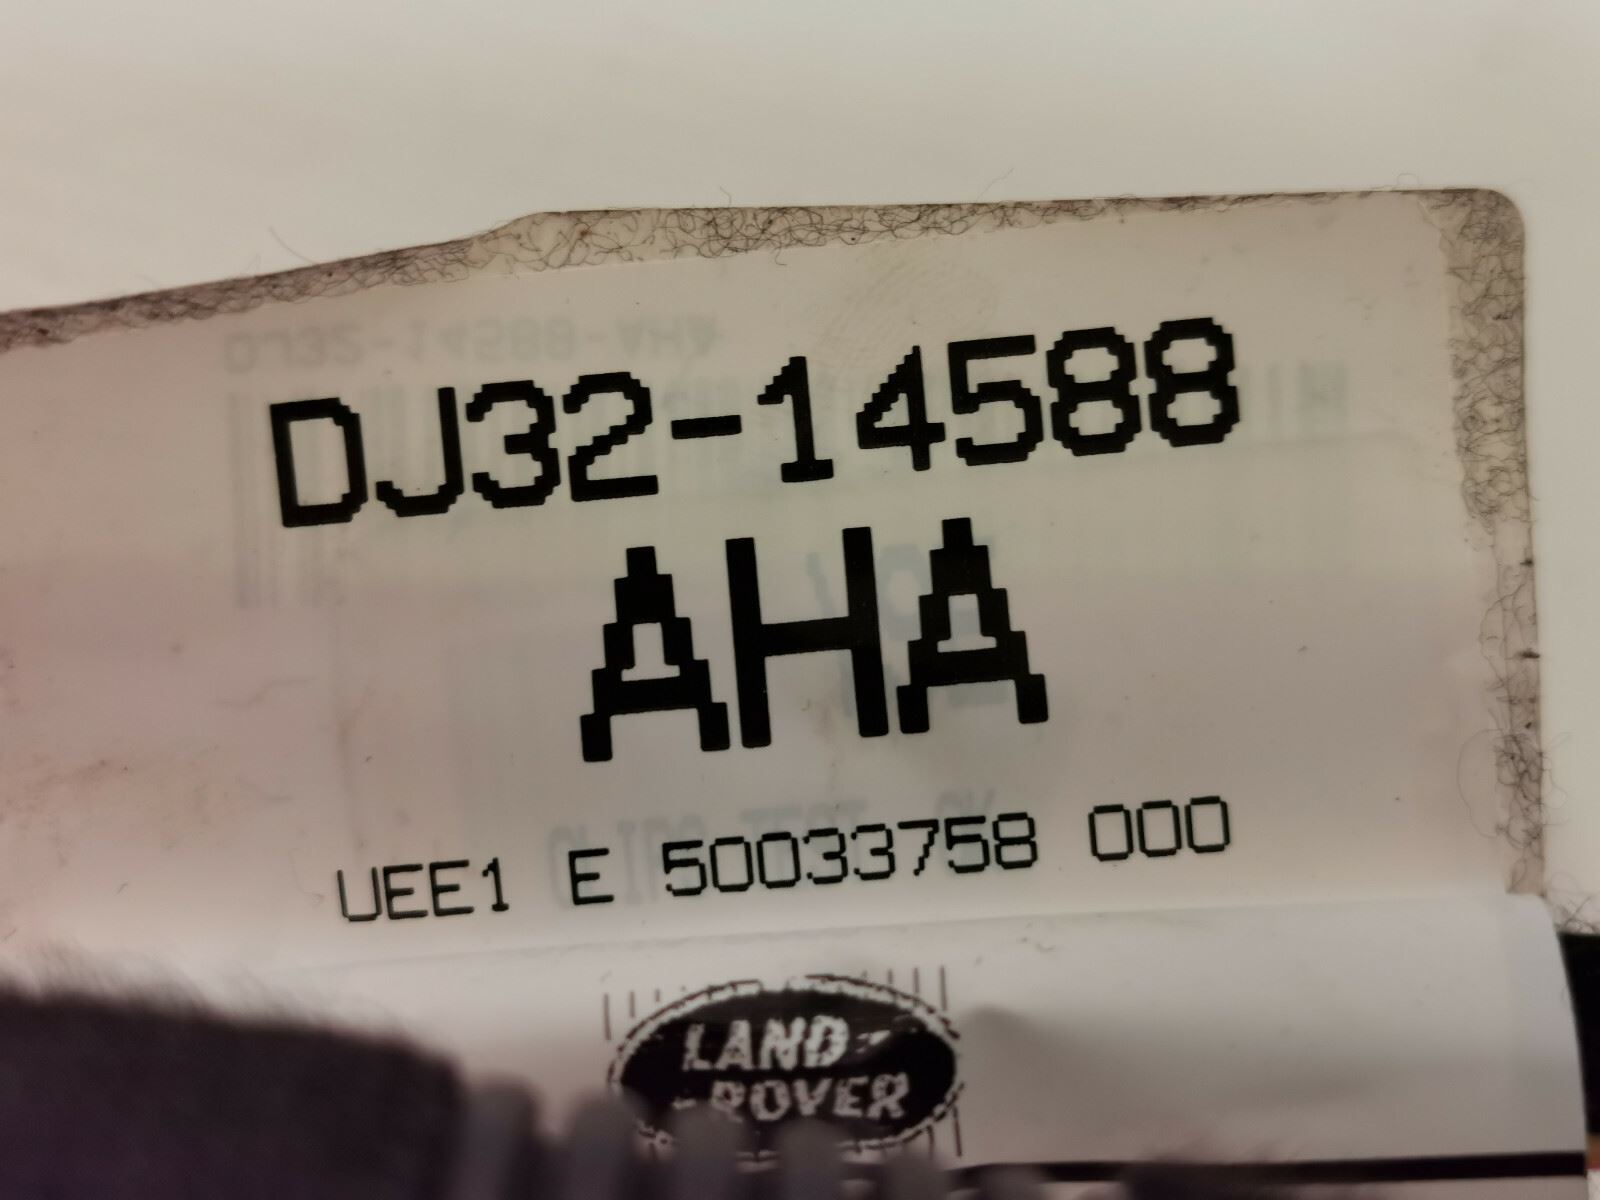 DJ32-14588
AHA
UEE1 E 50033758 000
LAND
ROVER